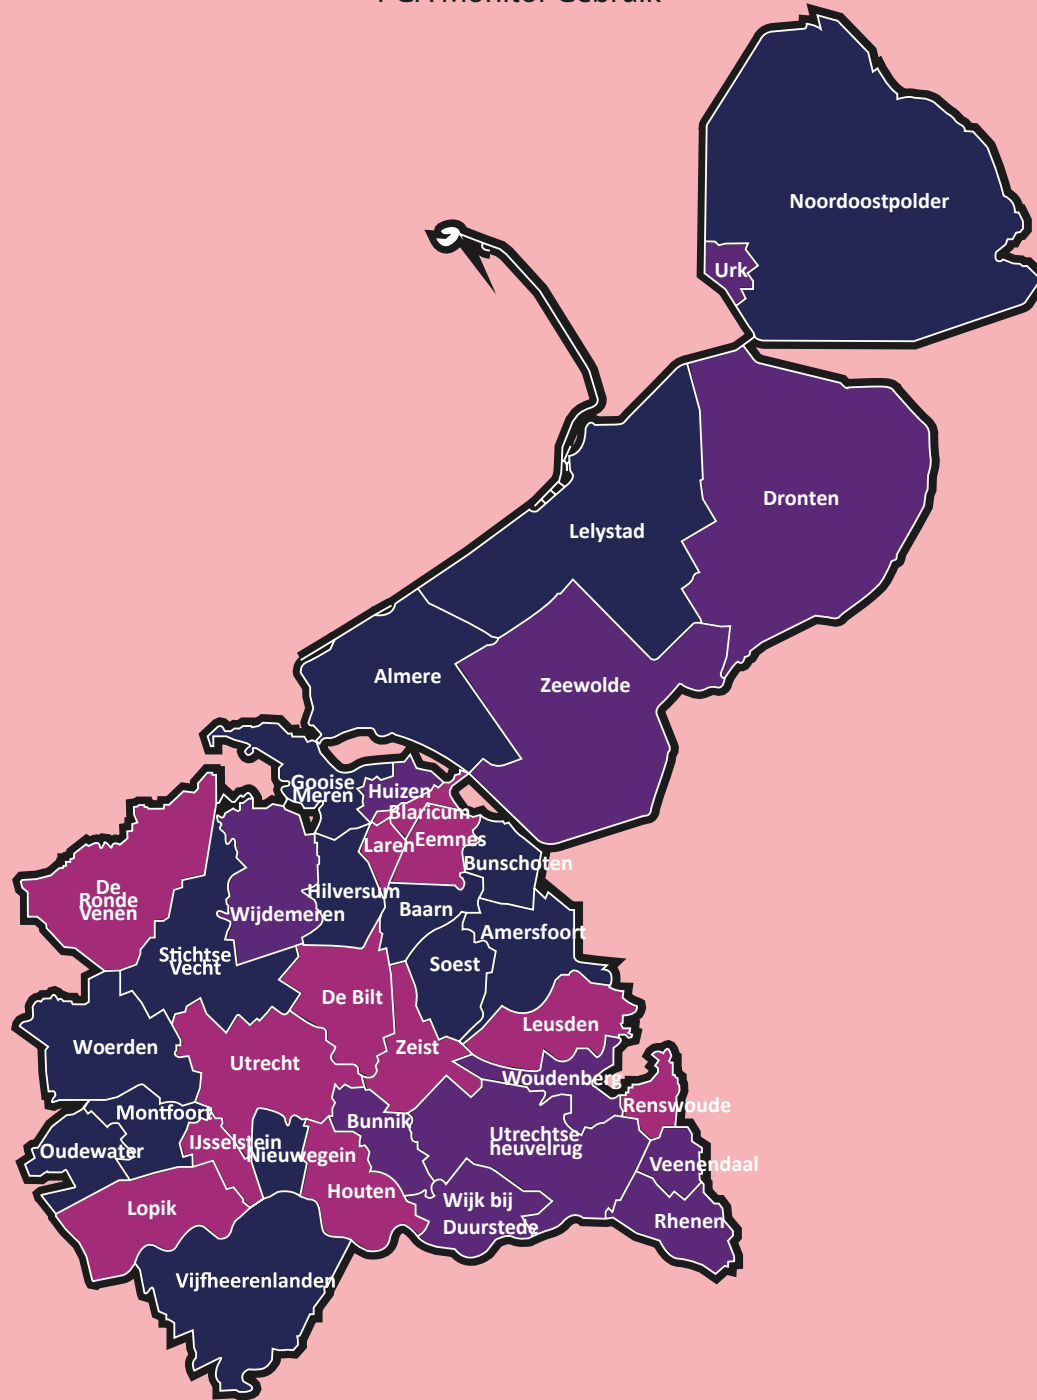 Noordoostpolder
Urk
Dronten
Lelystad
Almere
Zeewolde
Gooise
Meren
Huizen
Blaricum
Laren
Eemnes
Bunschoten
De
Ronde
Venen
Hilversum
Wijdemeren
Baarn
Amersfoort
Stichtse
Vecht
Soest
De Bilt
Leusden
Woerden
Utrecht
Zeist
Woudenberg
Renswoude
Montfoort
Bunnik
Utrechtse
heuvelrug
Oudewater
IJsselstein
Nieuwegein
Veenendaal
Houten
Wijk bij
Duurstede
Lopik
Rhenen
Vijfheerenlanden